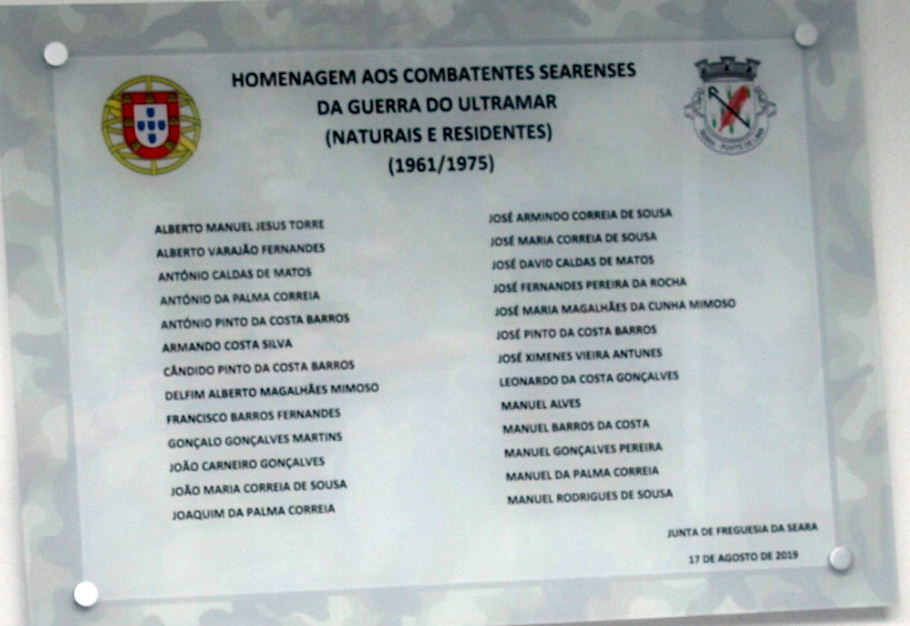 HOMENAGEM AOS COMBATENTES SEARENSES
DA GUERRA DO ULTRAMAR
(NATURAIS E RESIDENTES)
(1961/1975)
SEARA - PONTE DE LIMA
ALBERTO MANUEL JESUS TORRE
ALBERTO VARAJÃO FERNANDES
ANTÓNIO CALDAS DE MATOS
ANTÓNIO DA PALMA CORREIA
ANTÓNIO PINTO DA COSTA BARROS
ARMANDO COSTA SILVA
CÂNDIDO PINTO DA COSTA BARROS
DELFIM ALBERTO MAGALHÃES MIMOSO
FRANCISCO BARROS FERNANDES
GONÇALO GONÇALVES MARTINS
JOÃO CARNEIRO GONÇALVES
JOÃO MARIA CORREIA DE SOUSA
JOAQUIM DA PALMA CORREIA
JOSÉ ARMINDO CORREIA DE SOUSA
JOSÉ MARIA CORREIA DE SOUSA
JOSÉ DAVID CALDAS DE MATOS
JOSÉ FERNANDES PEREIRA DA ROCHA
JOSÉ MARIA MAGALHÃES DA CUNHA MIMOSO
JOSÉ PINTO DA COSTA BARROS
JOSÉ XIMENES VIEIRA ANTUNES
LEONARDO DA COSTA GONÇALVES
MANUEL ALVES
MANUEL BARROS DA COSTA
MANUEL GONÇALVES PEREIRA
MANUEL DA PALMA CORREIA
MANUEL RODRIGUES DE SOUSA
JUNTA DE FREGUESIA DA SEARA
17 DE AGOSTO DE 2019